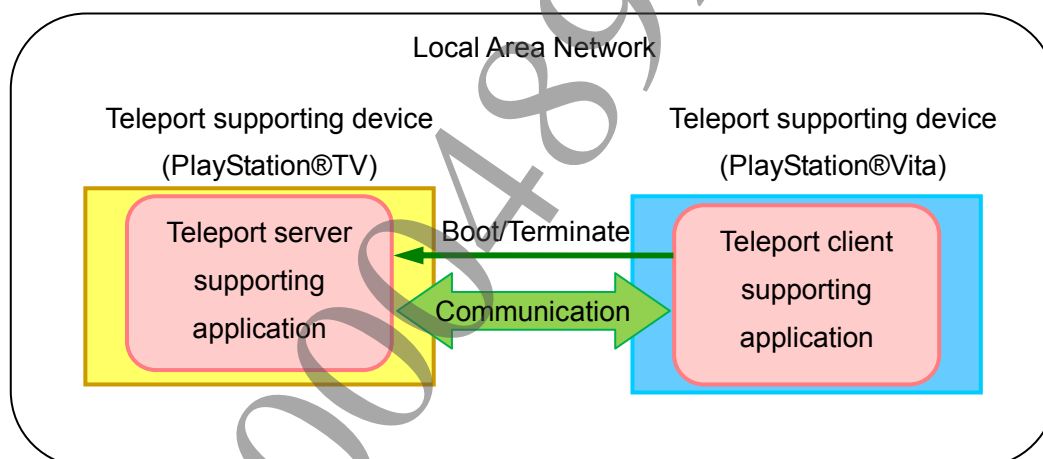 Local Area Network
Teleport supporting device
(PlayStation®TV)
Teleport supporting device
(PlayStation®Vita)
Teleport server
supporting
application
Boot/Terminate
Communication
Teleport client
supporting
application